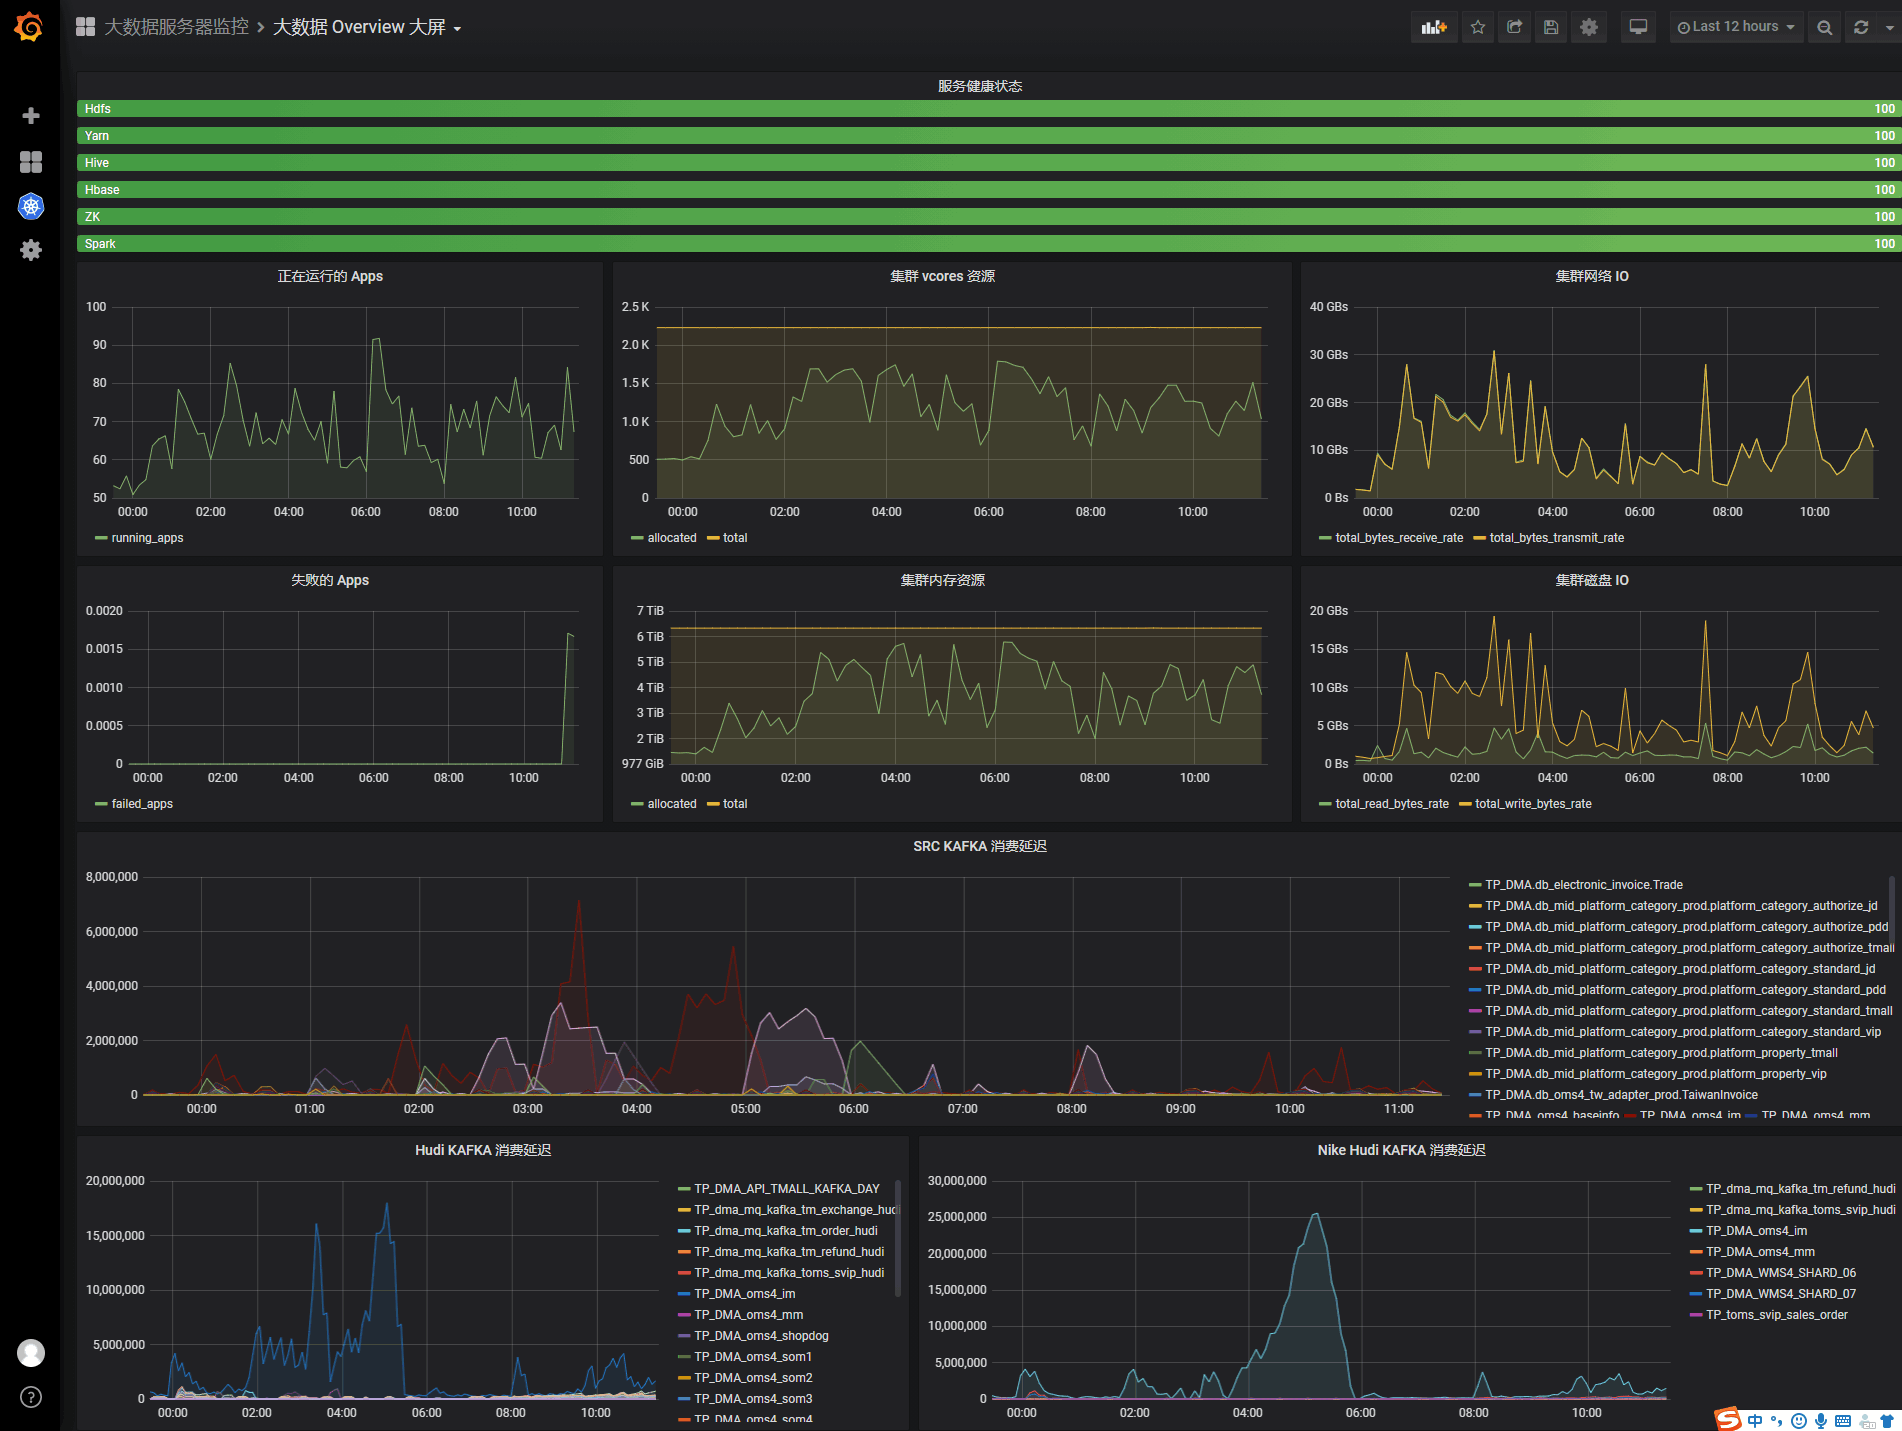 大数据服务器监控 > 大数据 Overview 大屏
Last 12 hours
服务健康状态
Hdfs 100
Yarn 100
Hive 100
Hbase 100
ZK 100
Spark 100
正在运行的 Apps
100
90
80
70
60
50
00:00 02:00 04:00 06:00 08:00 10:00
running_apps
集群 vcores 资源
2.5 K
2.0 K
1.5 K
1.0 K
500
0
00:00 02:00 04:00 06:00 08:00 10:00
allocated total
集群网络 IO
40 GBs
30 GBs
20 GBs
10 GBs
0 Bs
00:00 02:00 04:00 06:00 08:00 10:00
total_bytes_receive_rate total_bytes_transmit_rate
失败的 Apps
0.0020
0.0015
0.0010
0.0005
0
00:00 02:00 04:00 06:00 08:00 10:00
failed_apps
集群内存资源
7 TiB
6 TiB
5 TiB
4 TiB
3 TiB
2 TiB
977 GiB
00:00 02:00 04:00 06:00 08:00 10:00
allocated total
集群磁盘 IO
20 GBs
15 GBs
10 GBs
5 GBs
0 Bs
00:00 02:00 04:00 06:00 08:00 10:00
total_read_bytes_rate total_write_bytes_rate
SRC KAFKA 消费延迟
8,000,000
6,000,000
4,000,000
2,000,000
0
00:00 01:00 02:00 03:00 04:00 05:00 06:00 07:00 08:00 09:00 10:00 11:00
TP_DMA.db_electronic_invoice.Trade
TP_DMA.db_mid_platform_category_prod.platform_category_authorize_jd
TP_DMA.db_mid_platform_category_prod.platform_category_authorize_pdd
TP_DMA.db_mid_platform_category_prod.platform_category_authorize_tmall
TP_DMA.db_mid_platform_category_prod.platform_category_standard_jd
TP_DMA.db_mid_platform_category_prod.platform_category_standard_pdd
TP_DMA.db_mid_platform_category_prod.platform_category_standard_tmall
TP_DMA.db_mid_platform_category_prod.platform_category_standard_vip
TP_DMA.db_mid_platform_category_prod.platform_property_tmall
TP_DMA.db_mid_platform_category_prod.platform_property_vip
TP_DMA.db_oms4_tw_adapter_prod.TaiwanInvoice
TP_DMA_oms4_baseinfo TP_DMA_oms4_im TP_DMA_oms4_mm
Hudi KAFKA 消费延迟
20,000,000
15,000,000
10,000,000
5,000,000
0
00:00 02:00 04:00 06:00 08:00 10:00
TP_DMA_API_TMALL_KAFKA_DAY
TP_dma_mq_kafka_tm_exchange_hudi
TP_dma_mq_kafka_tm_order_hudi
TP_dma_mq_kafka_tm_refund_hudi
TP_dma_mq_kafka_toms_svip_hudi
TP_DMA_oms4_im
TP_DMA_oms4_mm
TP_DMA_oms4_shopdog
TP_DMA_oms4_som1
TP_DMA_oms4_som2
TP_DMA_oms4_som3
TP_DMA_oms4_som4
Nike Hudi KAFKA 消费延迟
30,000,000
25,000,000
20,000,000
15,000,000
10,000,000
5,000,000
0
00:00 02:00 04:00 06:00 08:00 10:00
TP_dma_mq_kafka_tm_refund_hudi
TP_dma_mq_kafka_toms_svip_hudi
TP_DMA_oms4_im
TP_DMA_oms4_mm
TP_DMA_WMS4_SHARD_06
TP_DMA_WMS4_SHARD_07
TP_toms_svip_sales_order
中